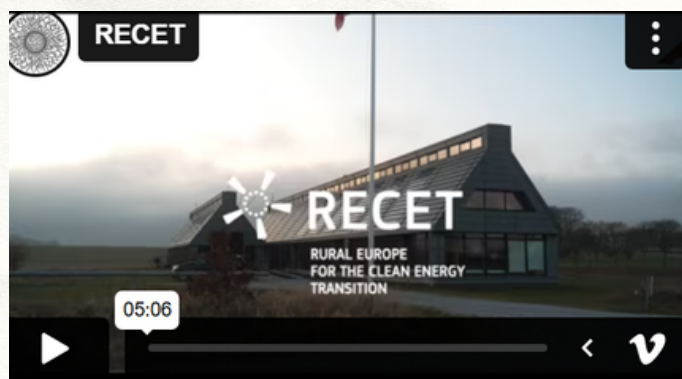 RECET
RECET
RURAL EUROPE
FOR THE CLEAN ENERGY
TRANSITION
05:06